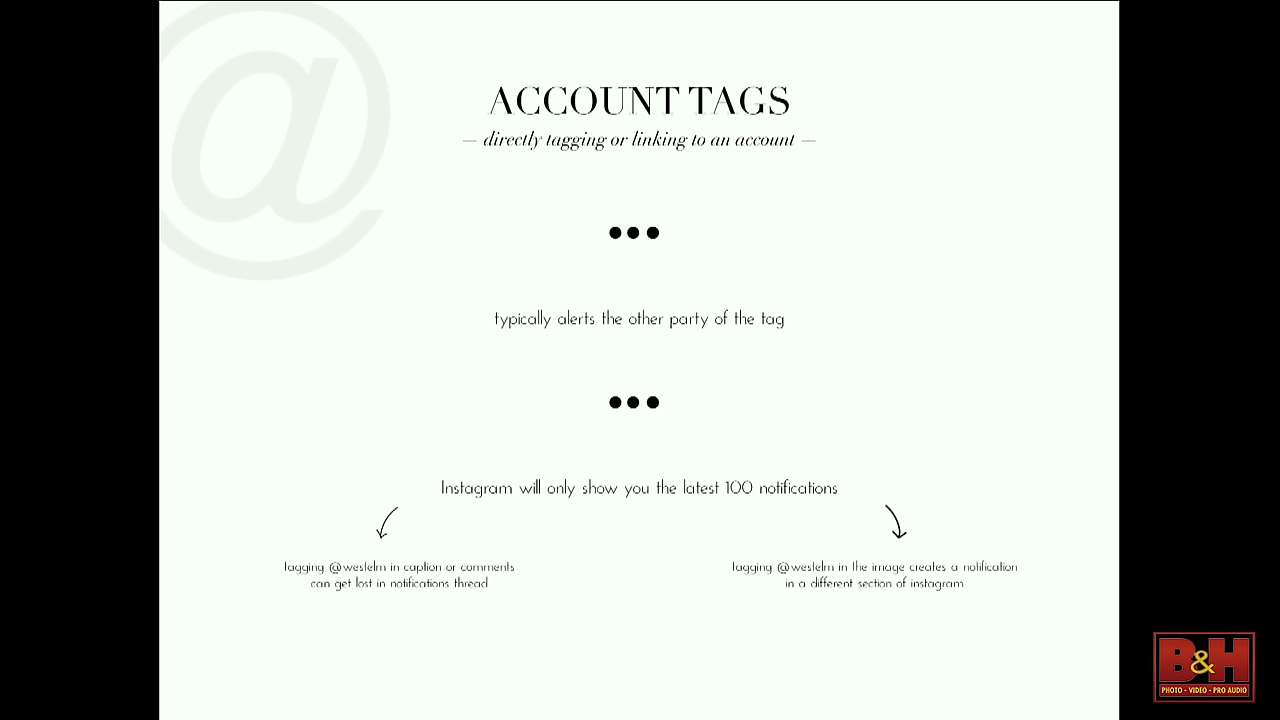 @
ACCOUNT TAGS
— directly tagging or linking to an account —
typically alerts the other party of the tag
Instagram will only show you the latest 100 notifications
tagging @westelm in caption or comments
can get lost in notifications thread
tagging @westelm in the image creates a notification
in a different section of instagram
B&H
PHOTO - VIDEO - PRO AUDIO